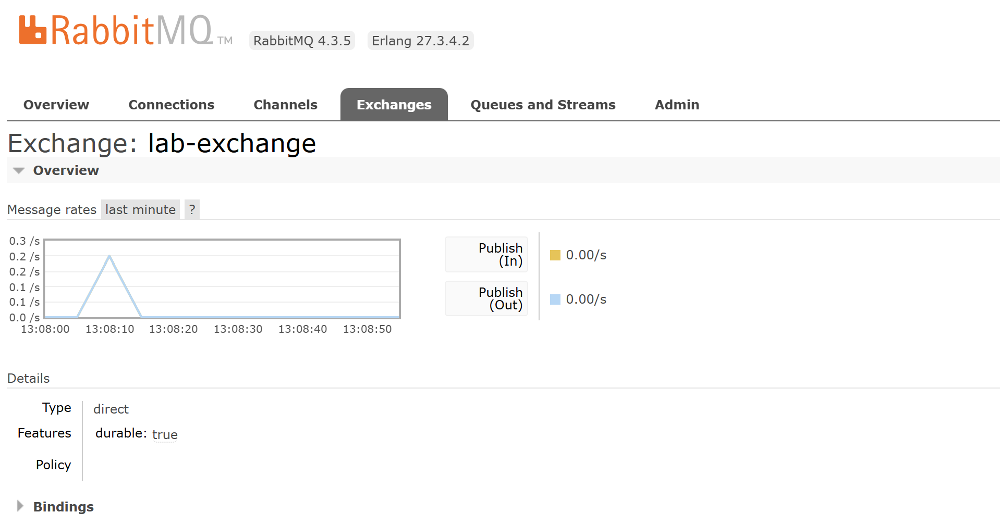 RabbitMQ TM RabbitMQ 4.3.5 Erlang 27.3.4.2
Overview Connections Channels Exchanges Queues and Streams Admin
Exchange: lab-exchange
Overview
Message rates last minute ?
0.3 /s
0.2 /s
0.2 /s
0.1 /s
0.1 /s
0.0 /s
13:08:00 13:08:10 13:08:20 13:08:30 13:08:40 13:08:50
Publish
(In)
0.00/s
Publish
(Out)
0.00/s
Details
Type direct
Features durable: true
Policy
Bindings